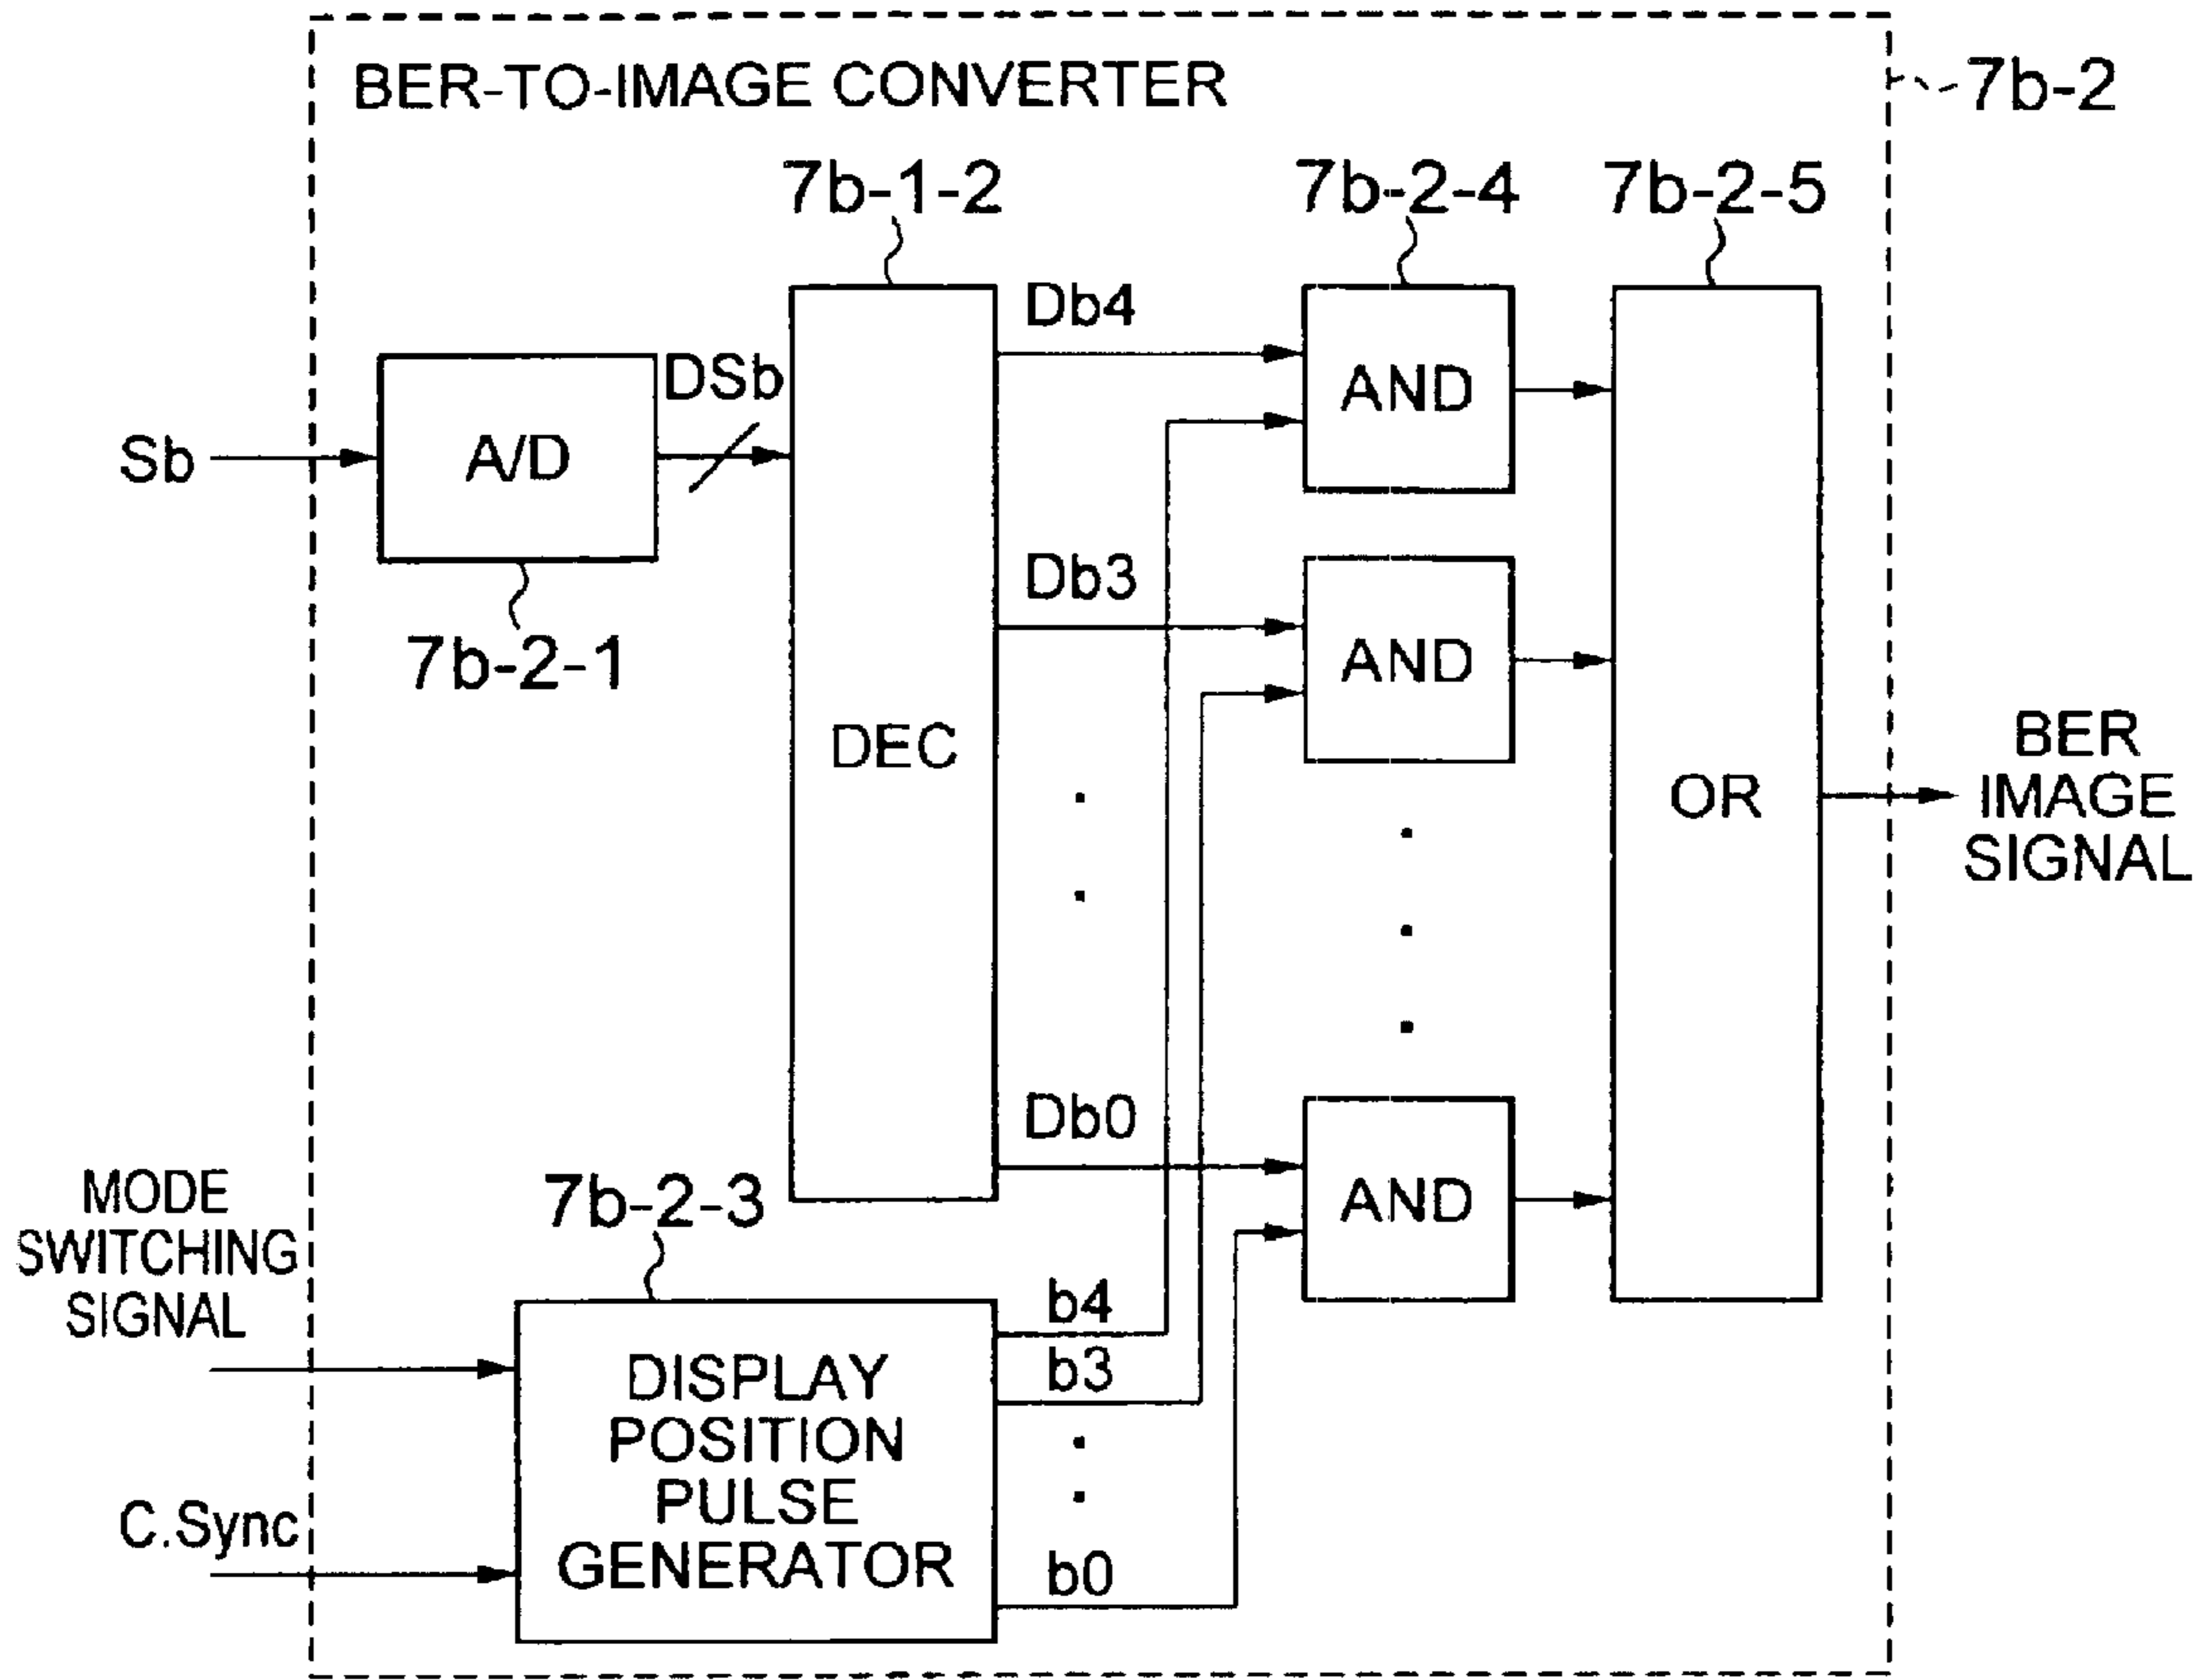 BER-TO-IMAGE CONVERTER
7b-2
7b-1-2
7b-2-4
7b-2-5
Db4
DSb
AND
Sb
A/D
Db3
7b-2-1
AND
DEC
OR
BER
IMAGE
SIGNAL
Db0
AND
MODE
SWITCHING
SIGNAL
7b-2-3
b4
b3
DISPLAY
POSITION
PULSE
GENERATOR
C.Sync
b0